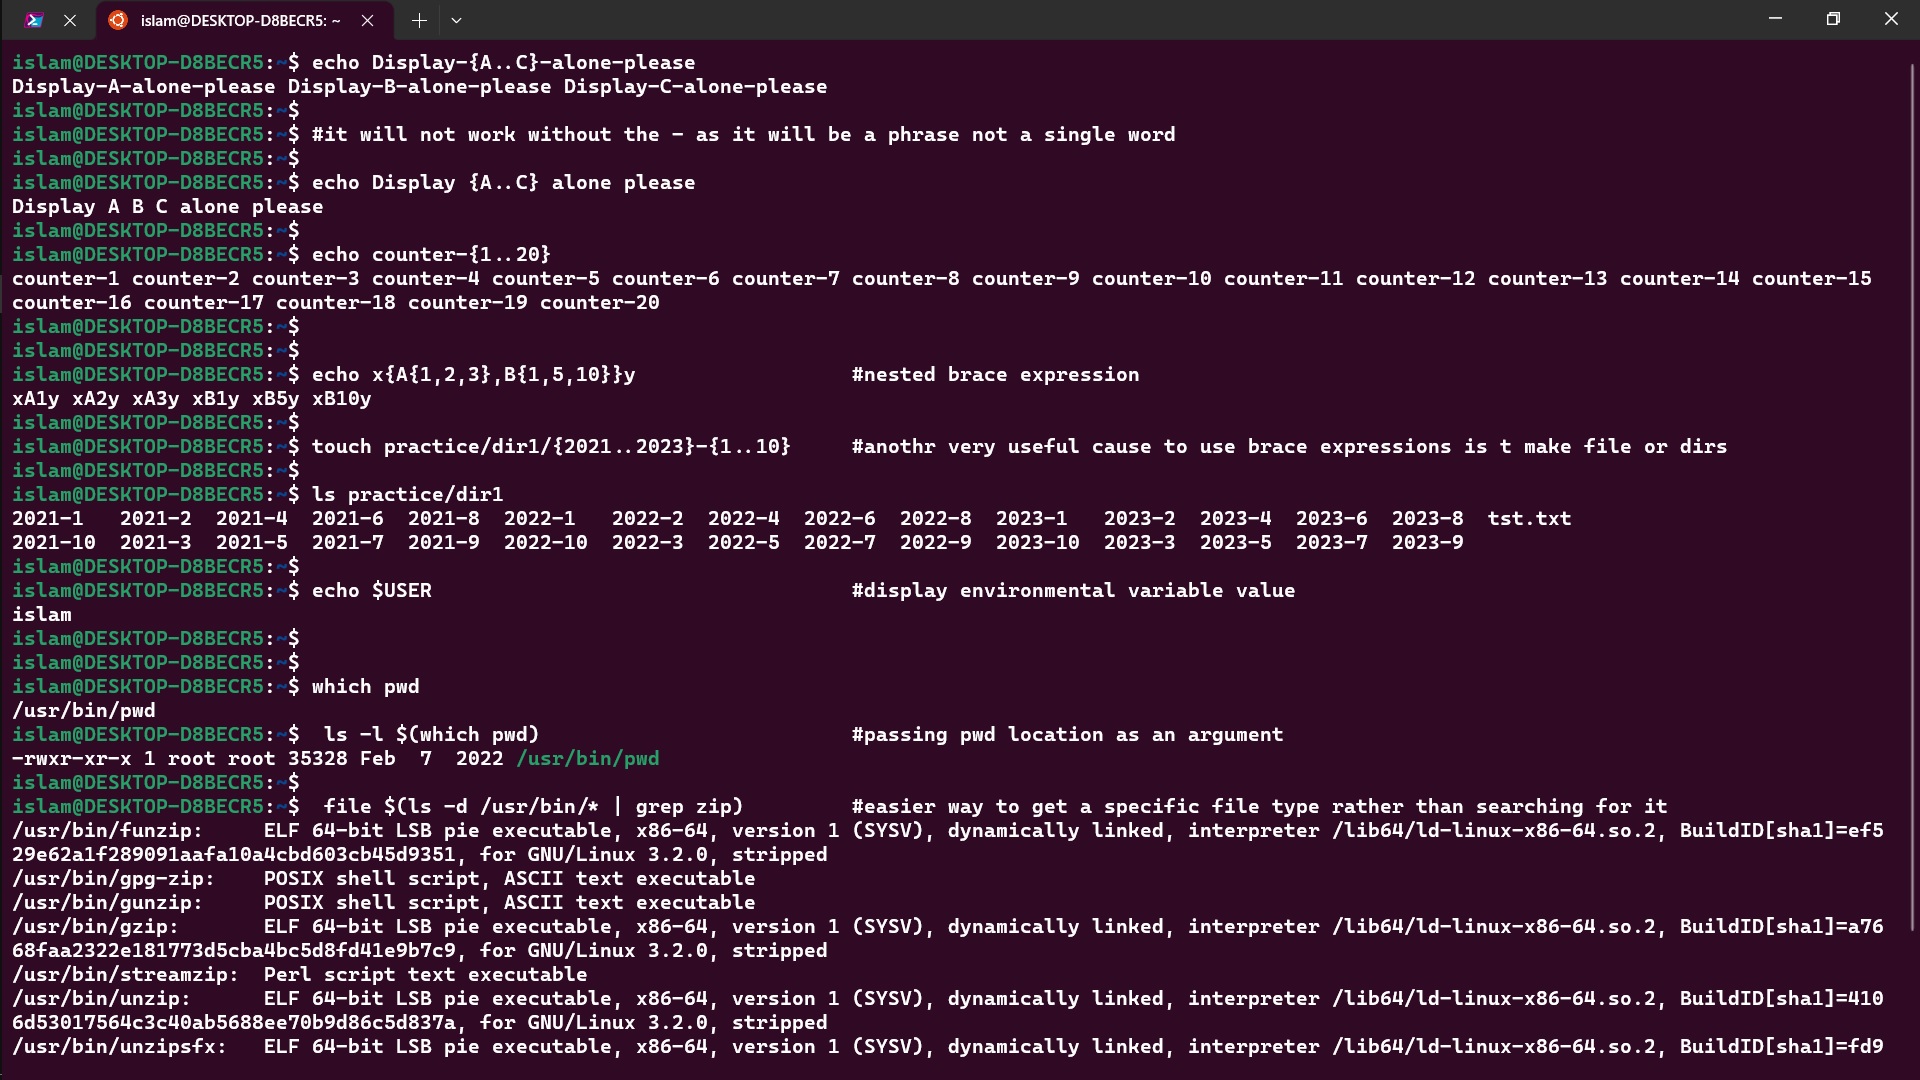 islam@DESKTOP-D8BECR5: ~
islam@DESKTOP-D8BECR5:~$ echo Display-{A..C}-alone-please
Display-A-alone-please Display-B-alone-please Display-C-alone-please
islam@DESKTOP-D8BECR5:~$
islam@DESKTOP-D8BECR5:~$ #it will not work without the - as it will be a phrase not a single word
islam@DESKTOP-D8BECR5:~$
islam@DESKTOP-D8BECR5:~$ echo Display {A..C} alone please
Display A B C alone please
islam@DESKTOP-D8BECR5:~$
islam@DESKTOP-D8BECR5:~$ echo counter-{1..20}
counter-1 counter-2 counter-3 counter-4 counter-5 counter-6 counter-7 counter-8 counter-9 counter-10 counter-11 counter-12 counter-13 counter-14 counter-15
counter-16 counter-17 counter-18 counter-19 counter-20
islam@DESKTOP-D8BECR5:~$
islam@DESKTOP-D8BECR5:~$
islam@DESKTOP-D8BECR5:~$ echo x{A{1,2,3},B{1,5,10}}y #nested brace expression
xA1y xA2y xA3y xB1y xB5y xB10y
islam@DESKTOP-D8BECR5:~$
islam@DESKTOP-D8BECR5:~$ touch practice/dir1/{2021..2023}-{1..10} #anothr very useful cause to use brace expressions is t make file or dirs
islam@DESKTOP-D8BECR5:~$
islam@DESKTOP-D8BECR5:~$ ls practice/dir1
2021-1 2021-2 2021-4 2021-6 2021-8 2022-1 2022-2 2022-4 2022-6 2022-8 2023-1 2023-2 2023-4 2023-6 2023-8 tst.txt
2021-10 2021-3 2021-5 2021-7 2021-9 2022-10 2022-3 2022-5 2022-7 2022-9 2023-10 2023-3 2023-5 2023-7 2023-9
islam@DESKTOP-D8BECR5:~$
islam@DESKTOP-D8BECR5:~$ echo $USER #display environmental variable value
islam
islam@DESKTOP-D8BECR5:~$
islam@DESKTOP-D8BECR5:~$
islam@DESKTOP-D8BECR5:~$ which pwd
/usr/bin/pwd
islam@DESKTOP-D8BECR5:~$ ls -l $(which pwd) #passing pwd location as an argument
-rwxr-xr-x 1 root root 35328 Feb 7 2022 /usr/bin/pwd
islam@DESKTOP-D8BECR5:~$
islam@DESKTOP-D8BECR5:~$ file $(ls -d /usr/bin/* | grep zip) #easier way to get a specific file type rather than searching for it
/usr/bin/funzip: ELF 64-bit LSB pie executable, x86-64, version 1 (SYSV), dynamically linked, interpreter /lib64/ld-linux-x86-64.so.2, BuildID[sha1]=ef5
29e62a1f289091aafa10a4cbd603cb45d9351, for GNU/Linux 3.2.0, stripped
/usr/bin/gpg-zip: POSIX shell script, ASCII text executable
/usr/bin/gunzip: POSIX shell script, ASCII text executable
/usr/bin/gzip: ELF 64-bit LSB pie executable, x86-64, version 1 (SYSV), dynamically linked, interpreter /lib64/ld-linux-x86-64.so.2, BuildID[sha1]=a76
68faa2322e181773d5cba4bc5d8fd41e9b7c9, for GNU/Linux 3.2.0, stripped
/usr/bin/streamzip: Perl script text executable
/usr/bin/unzip: ELF 64-bit LSB pie executable, x86-64, version 1 (SYSV), dynamically linked, interpreter /lib64/ld-linux-x86-64.so.2, BuildID[sha1]=410
6d53017564c3c40ab5688ee70b9d86c5d837a, for GNU/Linux 3.2.0, stripped
/usr/bin/unzipsfx: ELF 64-bit LSB pie executable, x86-64, version 1 (SYSV), dynamically linked, interpreter /lib64/ld-linux-x86-64.so.2, BuildID[sha1]=fd9